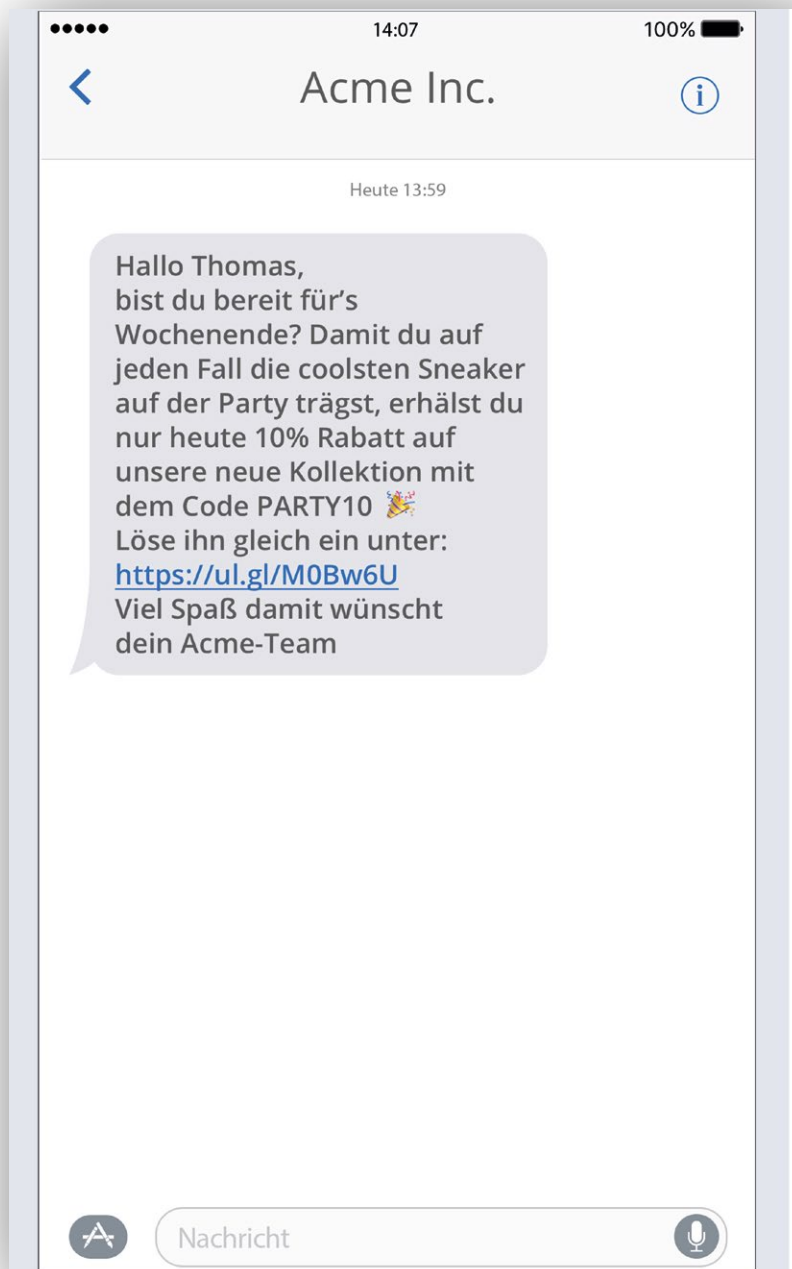 14:07 100%
Acme Inc.
Heute 13:59
Hallo Thomas,
bist du bereit für’s
Wochenende? Damit du auf
jeden Fall die coolsten Sneaker
auf der Party trägst, erhälst du
nur heute 10% Rabatt auf
unsere neue Kollektion mit
dem Code PARTY10 🎉
Löse ihn gleich ein unter:
https://ul.gl/M0Bw6U
Viel Spaß damit wünscht
dein Acme-Team
Nachricht